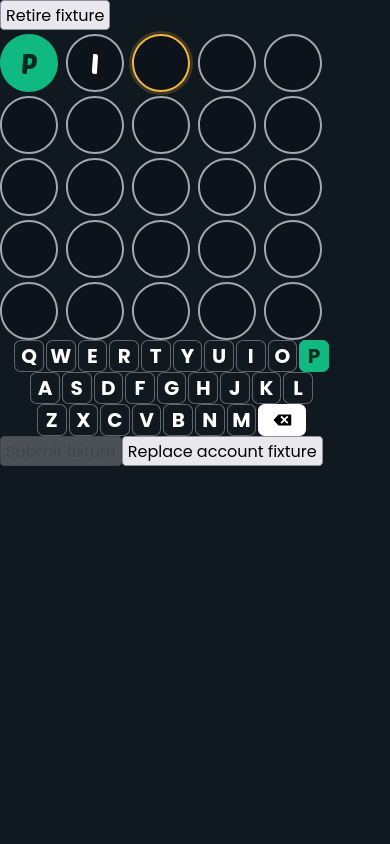 Retire fixture
P I
Q W E R T Y U I O P
A S D F G H J K L
Z X C V B N M
Submit fixture Replace account fixture